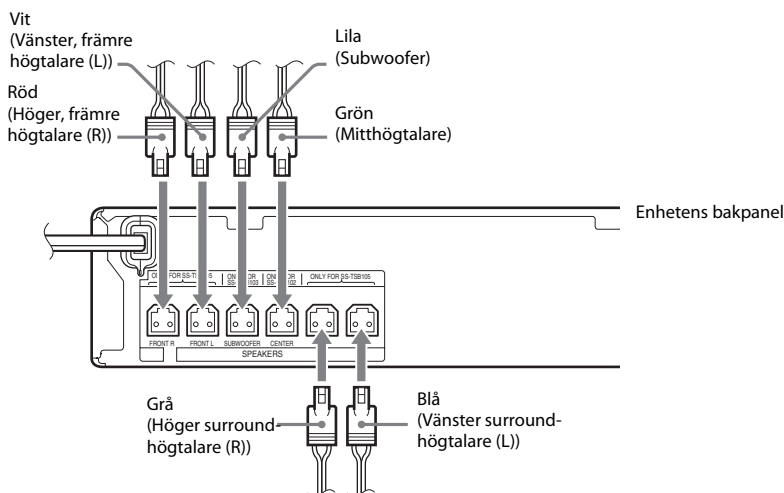 Vit
(Vänster, främre
högtalare (L))
Röd
(Höger, främre
högtalare (R))
Lila
(Subwoofer)
Grön
(Mitthögtalare)
Enhetens bakpanel
ONLY FOR SS-TSB105
FRONT R
FRONT L
SUBWOOFER
CENTER
SPEAKERS
Grå
(Höger surround-
högtalare (R))
Blå
(Vänster surround-
högtalare (L))